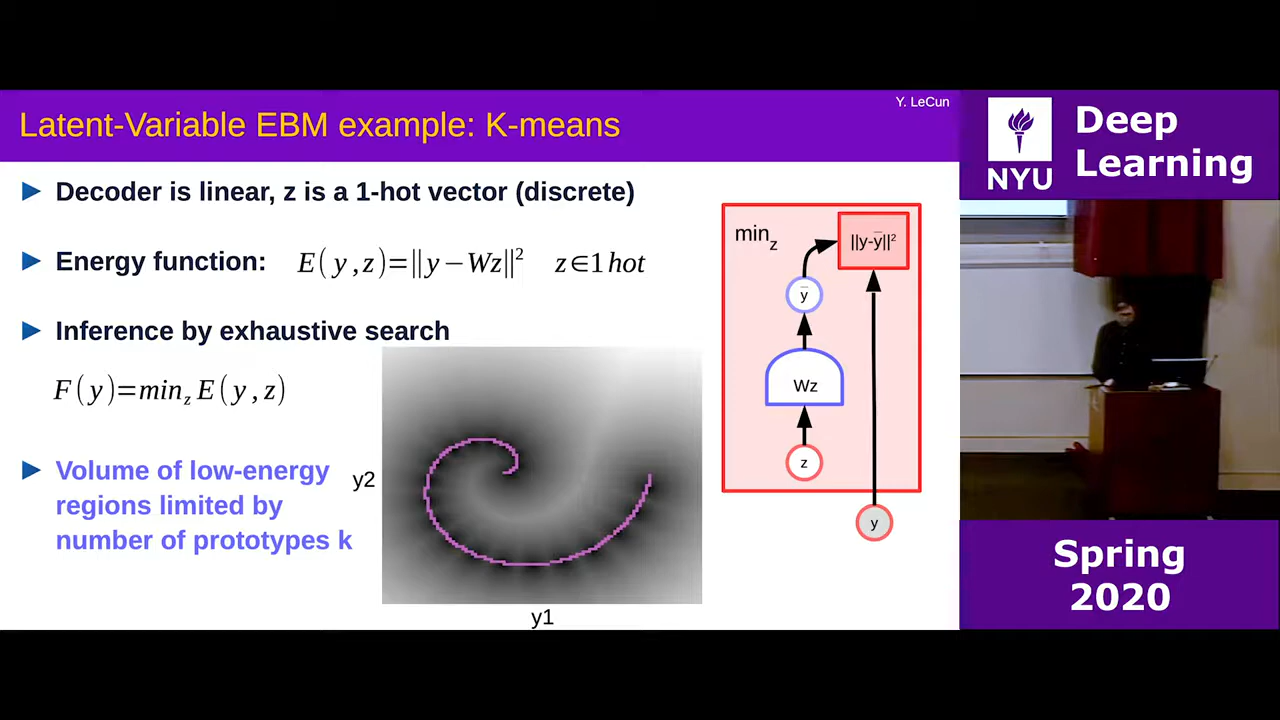 Y. LeCun
Latent-Variable EBM example: K-means
► Decoder is linear, z is a 1-hot vector (discrete)
► Energy function: E(y,z)=||y−Wz||² z∈1hot
► Inference by exhaustive search
F(y)=min_z E(y,z)
► Volume of low-energy
regions limited by
number of prototypes k
y2
y1
min_z
||y-ȳ||²
ȳ
Wz
z
y
NYU
Deep
Learning
Spring
2020